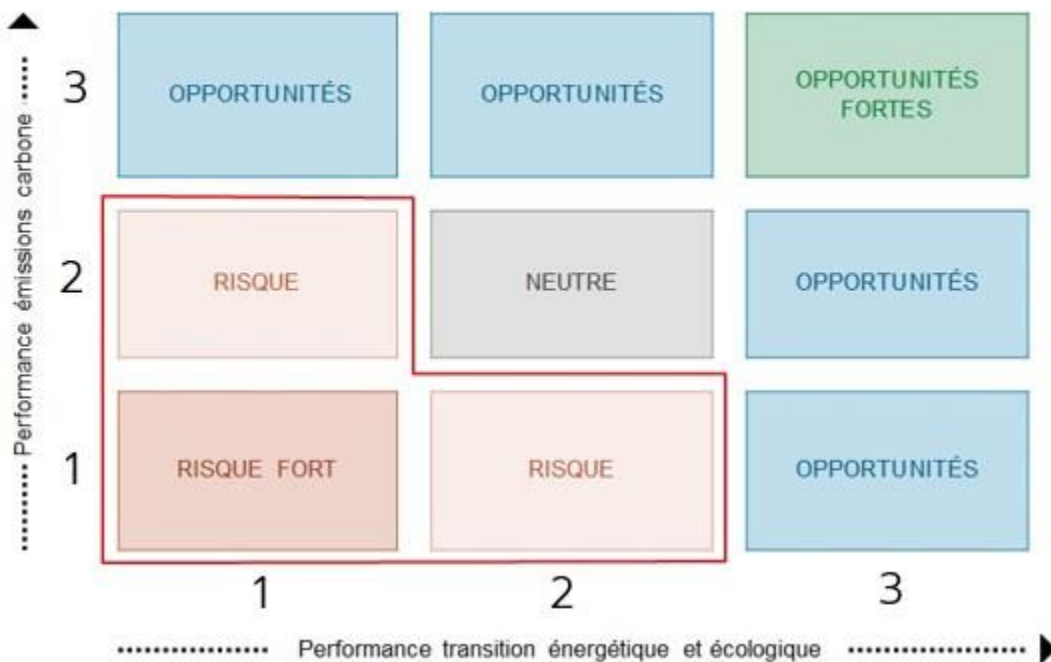 Performance émissions carbone
3
OPPORTUNITÉS
OPPORTUNITÉS
OPPORTUNITÉS
FORTES
2
RISQUE
NEUTRE
OPPORTUNITÉS
1
RISQUE FORT
RISQUE
OPPORTUNITÉS
1
2
3
Performance transition énergétique et écologique